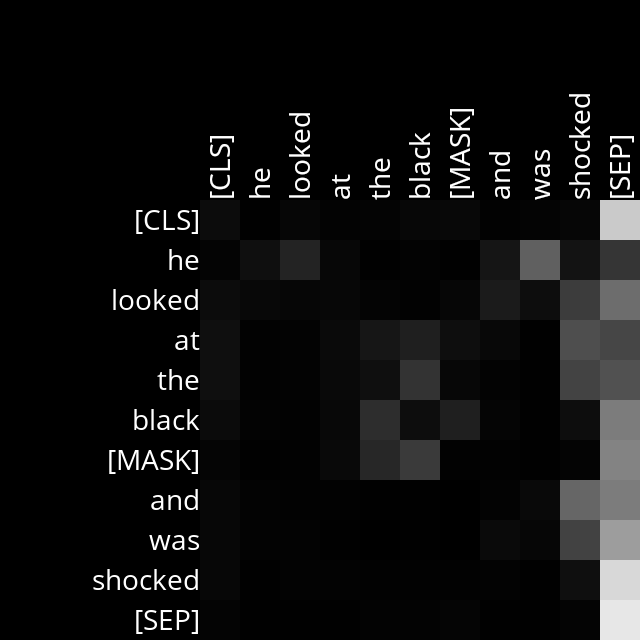 [CLS] he looked at the black [MASK] and was shocked [SEP]
[CLS]
he
looked
at
the
black
[MASK]
and
was
shocked
[SEP]